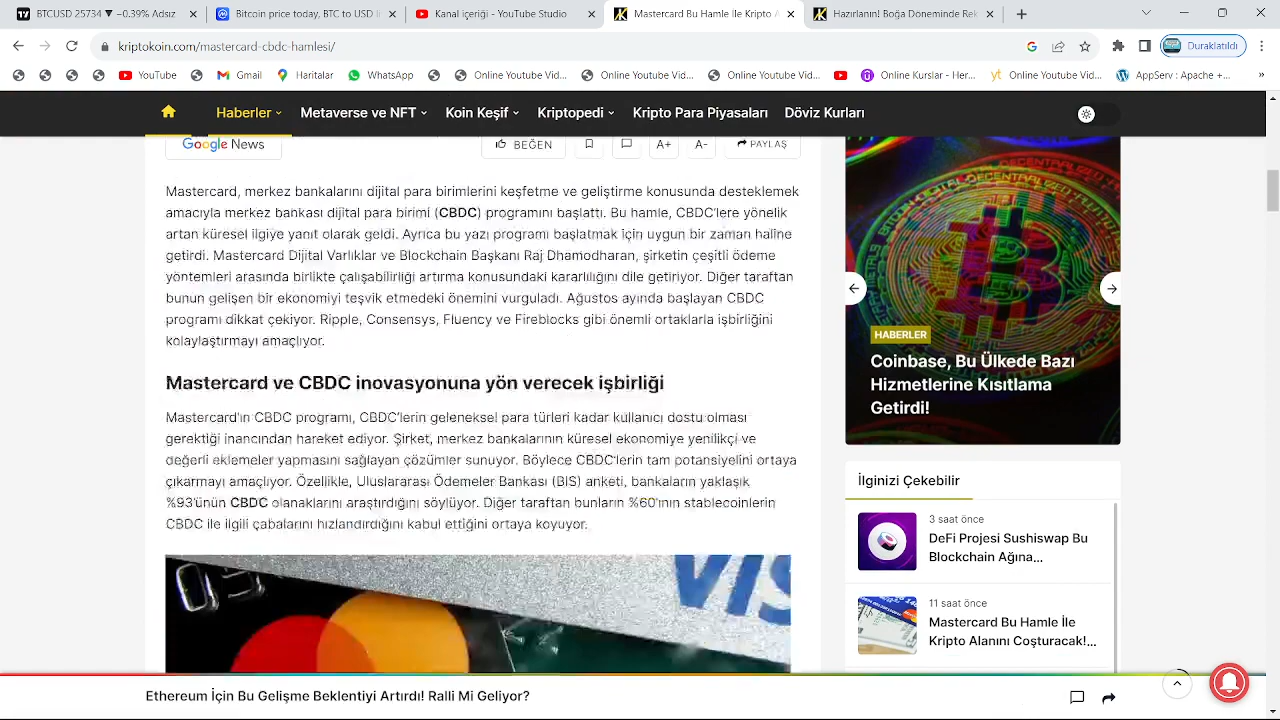 BTCUSD 25734 ▼ −0.39% Adsız
Bitcoin price today, BTC to USD li
Kanal içeriği - YouTube Studio
Mastercard Bu Hamle İle Kripto A
Hazırlanın! Boğa Döneminde Rek
kriptokoin.com/mastercard-cbdc-hamlesi/
Duraklatıldı
YouTube
Gmail
Haritalar
WhatsApp
Online Youtube Vid...
Online Youtube Vid...
Online Youtube Vid...
Online Kurslar - Her...
yt Online Youtube Vid...
AppServ : Apache +...
Haberler
Metaverse ve NFT
Koin Keşif
Kriptopedi
Kripto Para Piyasaları
Döviz Kurları
Google News
BEĞEN
A+
A-
PAYLAŞ
Mastercard, merkez bankalarını dijital para birimlerini keşfetme ve geliştirme konusunda desteklemek
amacıyla merkez bankası dijital para birimi (CBDC) programını başlattı. Bu hamle, CBDC'lere yönelik
artan küresel ilgiye yanıt olarak geldi. Ayrıca bu yazı programı başlatmak için uygun bir zaman haline
getirdi. Mastercard Dijital Varlıklar ve Blockchain Başkanı Raj Dhamodharan, şirketin çeşitli ödeme
yöntemleri arasında birlikte çalışabilirliği artırma konusundaki kararlılığını dile getiriyor. Diğer taraftan
bunun gelişen bir ekonomiyi teşvik etmedeki önemini vurguladı. Ağustos ayında başlayan CBDC
programı dikkat çekiyor. Ripple, Consensys, Fluency ve Fireblocks gibi önemli ortaklarla işbirliğini
kolaylaştırmayı amaçlıyor.
Mastercard ve CBDC inovasyonuna yön verecek işbirliği
Mastercard'ın CBDC programı, CBDC'lerin geleneksel para türleri kadar kullanıcı dostu olması
gerektiği inancından hareket ediyor. Şirket, merkez bankalarının küresel ekonomiye yenilikçi ve
değerli eklemeler yapmasını sağlayan çözümler sunuyor. Böylece CBDC'lerin tam potansiyelini ortaya
çıkarmayı amaçlıyor. Özellikle, Uluslararası Ödemeler Bankası (BIS) anketi, bankaların yaklaşık
%93'ünün CBDC olanaklarını araştırdığını söylüyor. Diğer taraftan bunların %60'ının stablecoinlerin
CBDC ile ilgili çabalarını hızlandırdığını kabul ettiğini ortaya koyuyor.
DECENTRALIZED
HABERLER
Coinbase, Bu Ülkede Bazı
Hizmetlerine Kısıtlama
Getirdi!
İlginizi Çekebilir
3 saat önce
DeFi Projesi Sushiswap Bu
Blockchain Ağına...
11 saat önce
Mastercard Bu Hamle İle
Kripto Alanını Coşturacak!...
VIS
Ethereum İçin Bu Gelişme Beklentiyi Artırdı! Ralli Mi Geliyor?